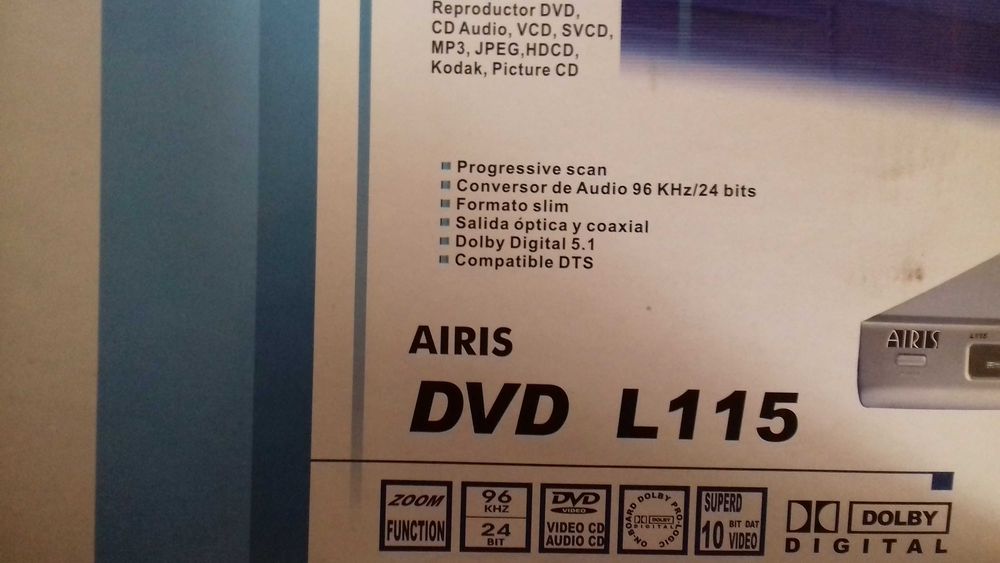 Reproductor DVD,
CD Audio, VCD, SVCD,
MP3, JPEG,HDCD,
Kodak, Picture CD
Progressive scan
Conversor de Audio 96 KHz/24 bits
Formato slim
Salida óptica y coaxial
Dolby Digital 5.1
Compatible DTS
AIRIS
L115
AIRIS
DVD L115
ZOOM
FUNCTION
96
KHZ
24
BIT
DVD
VIDEO
VIDEO CD
AUDIO CD
ON-BOARD DOLBY PRO-LOGIC
DOLBY
DIGITAL
SUPERD
10 BIT DAT
VIDEO
DOLBY
DIGITAL